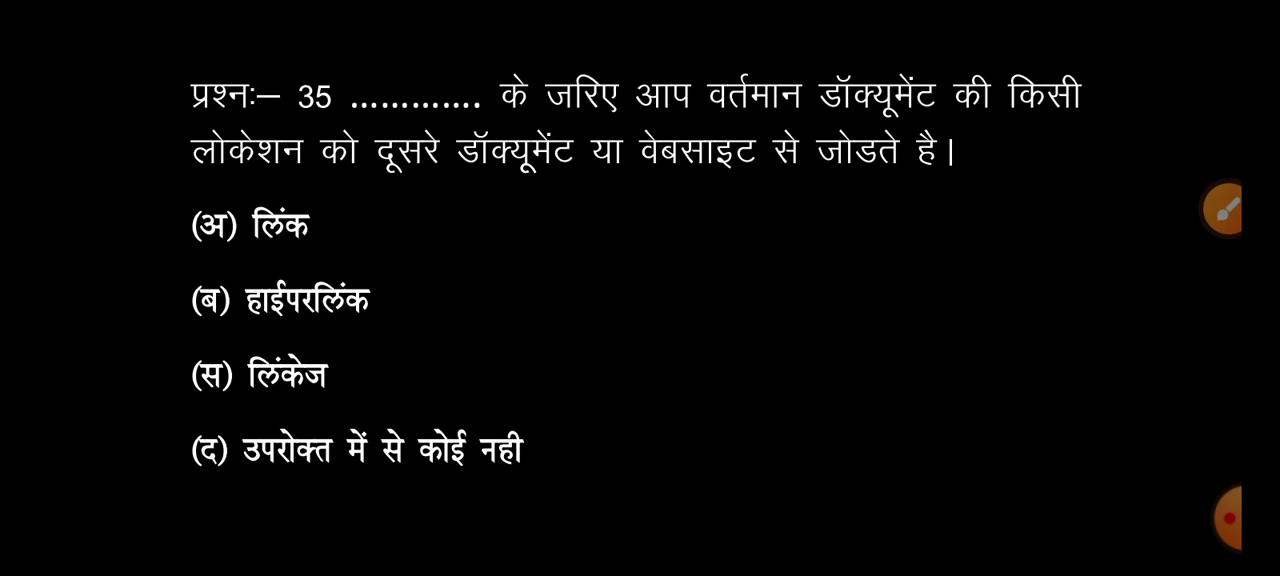 प्रश्नः– 35 ............. के जरिए आप वर्तमान डॉक्यूमेंट की किसी
लोकेशन को दूसरे डॉक्यूमेंट या वेबसाइट से जोडते है।
(अ) लिंक
(ब) हाईपरलिंक
(स) लिंकेज
(द) उपरोक्त में से कोई नही